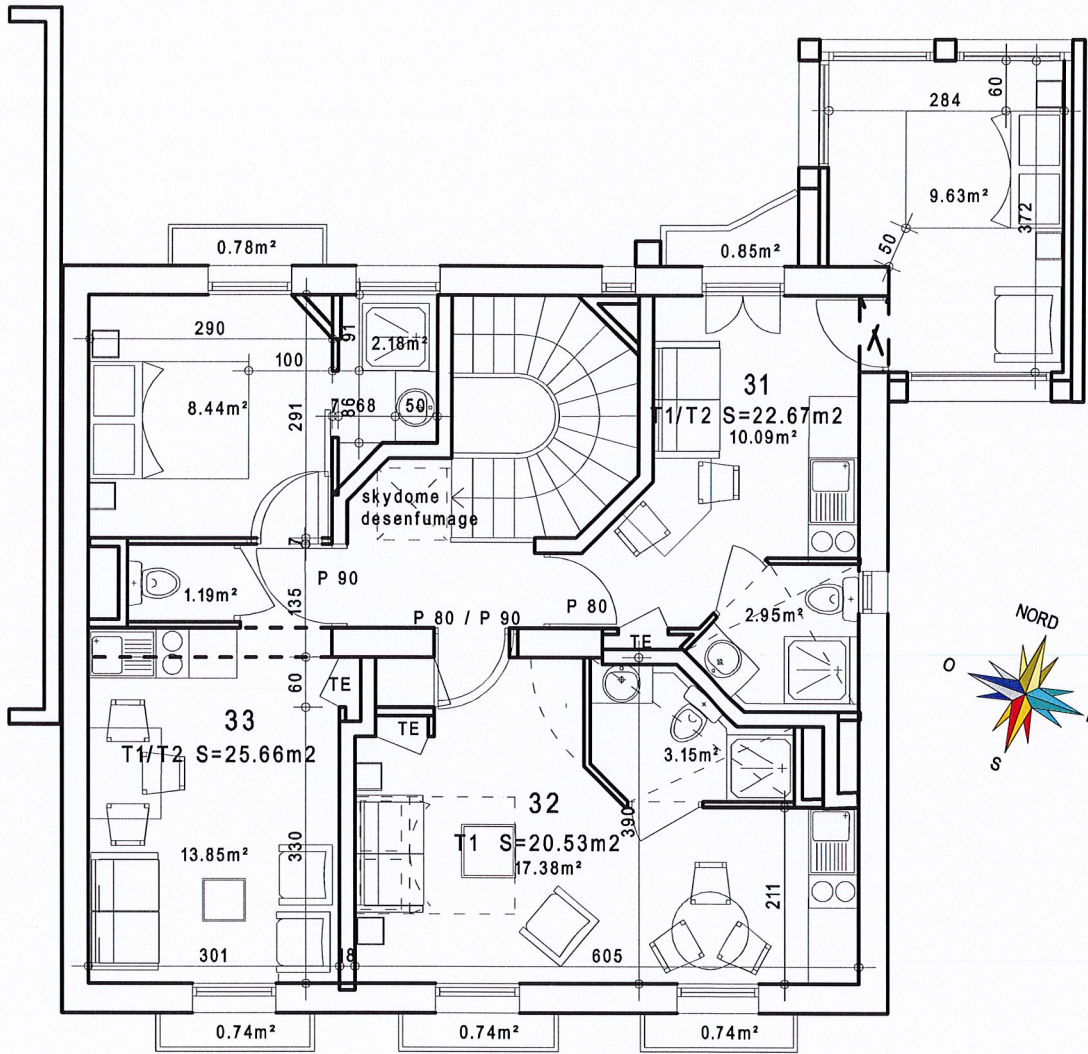 60
284
9.63m²
372
50
0.78m²
0.85m²
290
91
2.18m²
100
8.44m²
291
7 68 50
86
31
T1/T2 S=22.67m2
10.09m²
skydome
desenfumage
7
1.19m²
135
P 90
P 80 / P 90
P 80
TE
2.95m²
NORD
O
S
60
TE
TE
33
T1/T2 S=25.66m2
3.15m²
32
T1 S=20.53m2
17.38m²
390
13.85m²
330
211
301
18
605
0.74m²
0.74m²
0.74m²